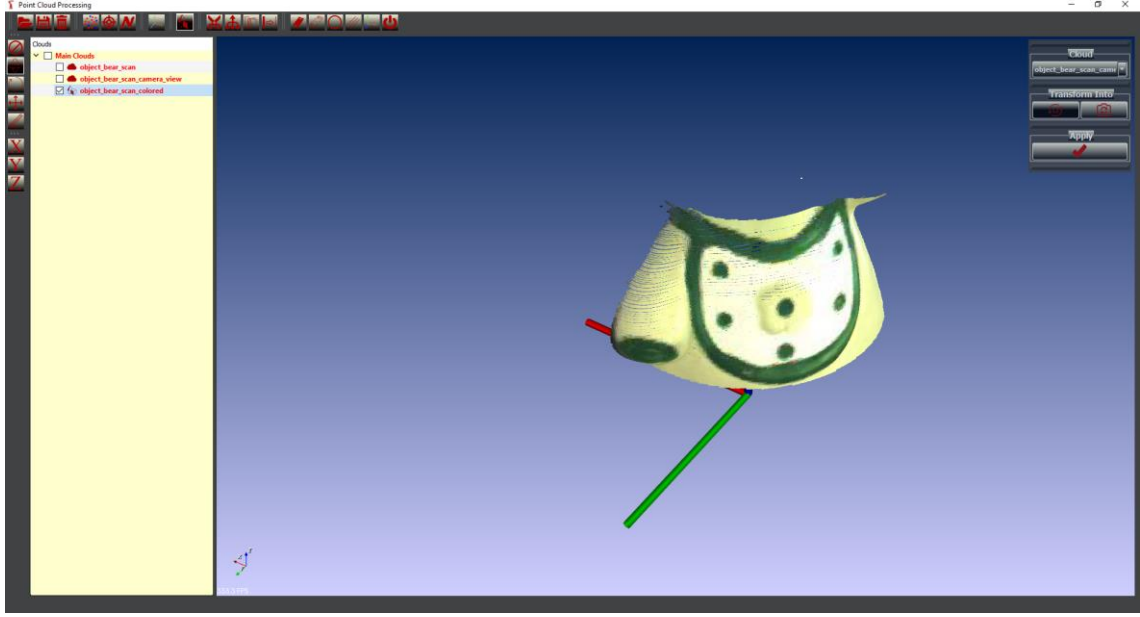 Point Cloud Processing
Clouds
Main Clouds
object_bear_scan
object_bear_scan_camera_view
object_bear_scan_colored
Cloud
object_bear_scan_came
Transform Into
Apply
X
Y
Z